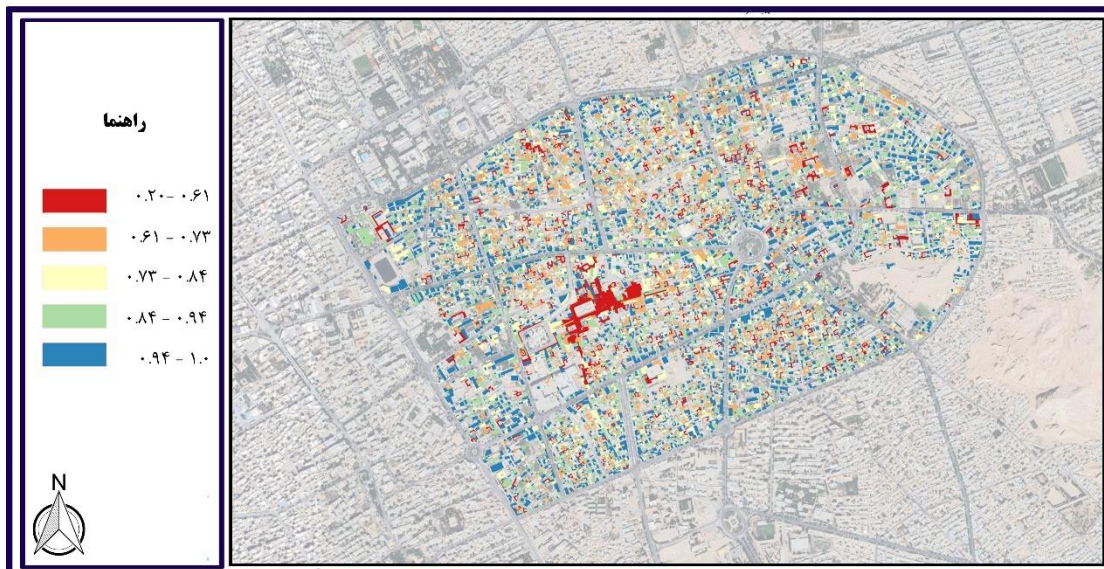 راهنما
۰.۲۰ – ۰.۶۱
۰.۶۱ – ۰.۷۳
۰.۷۳ – ۰.۸۴
۰.۸۴ – ۰.۹۴
۰.۹۴ – ۱.۰
N